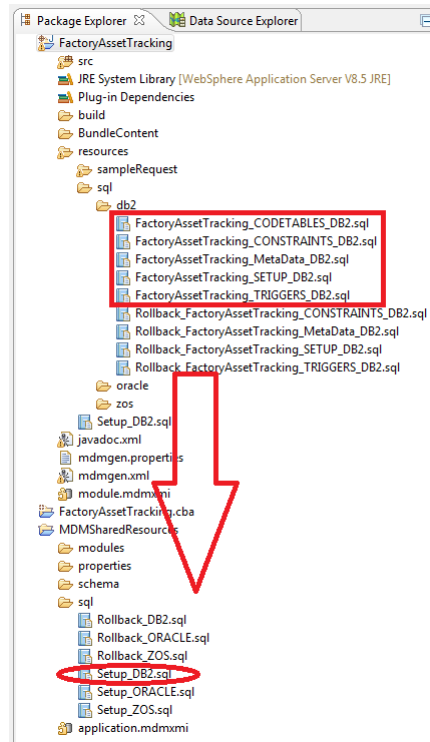 Package Explorer Data Source Explorer
FactoryAssetTracking
src
JRE System Library [WebSphere Application Server V8.5 JRE]
Plug-in Dependencies
build
BundleContent
resources
sampleRequest
sql
db2
FactoryAssetTracking_CODETABLES_DB2.sql
FactoryAssetTracking_CONSTRAINTS_DB2.sql
FactoryAssetTracking_MetaData_DB2.sql
FactoryAssetTracking_SETUP_DB2.sql
FactoryAssetTracking_TRIGGERS_DB2.sql
Rollback_FactoryAssetTracking_CONSTRAINTS_DB2.sql
Rollback_FactoryAssetTracking_MetaData_DB2.sql
Rollback_FactoryAssetTracking_SETUP_DB2.sql
Rollback_FactoryAssetTracking_TRIGGERS_DB2.sql
oracle
zos
Setup_DB2.sql
javadoc.xml
mdmgen.properties
mdmgen.xml
module.mdmxmi
FactoryAssetTracking.cba
MDMSharedResources
modules
properties
schema
sql
Rollback_DB2.sql
Rollback_ORACLE.sql
Rollback_ZOS.sql
Setup_DB2.sql
Setup_ORACLE.sql
Setup_ZOS.sql
application.mdmxmi